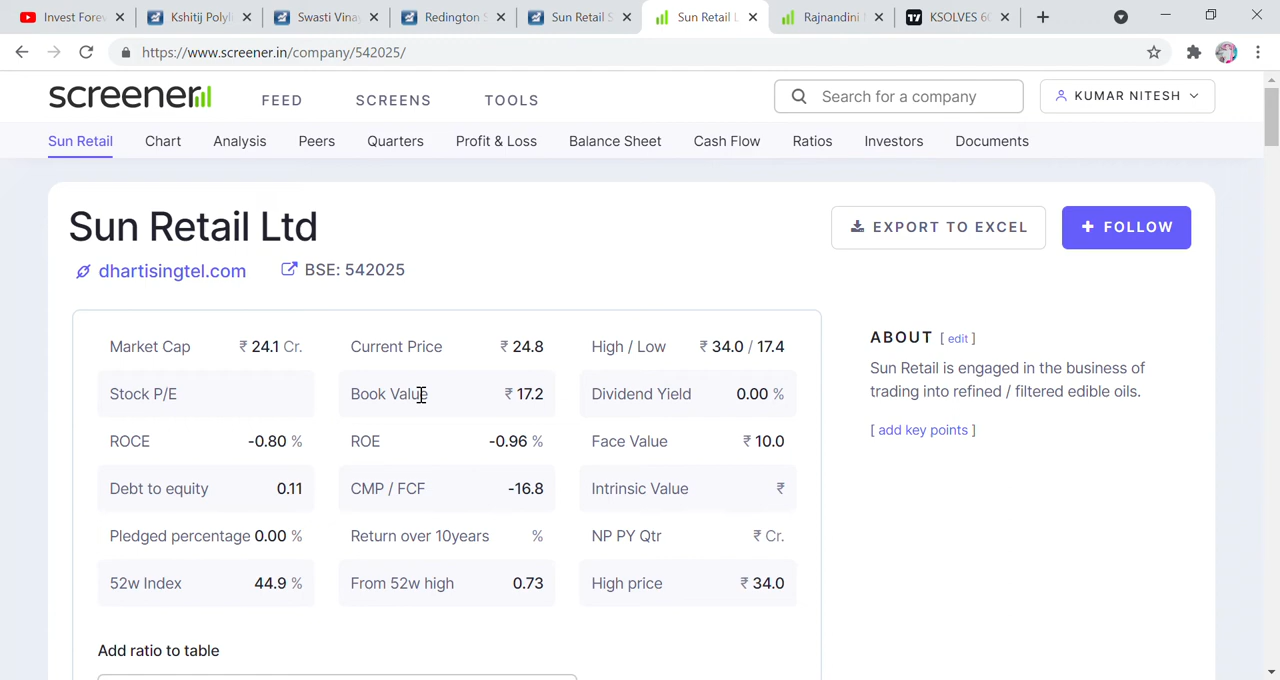 Invest Forev
Kshitij Polyli
Swasti Vinay
Redington S
Sun Retail S
Sun Retail L
Rajnandini
KSOLVES 60
https://www.screener.in/company/542025/
screener
FEED
SCREENS
TOOLS
Search for a company
KUMAR NITESH
Sun Retail
Chart
Analysis
Peers
Quarters
Profit & Loss
Balance Sheet
Cash Flow
Ratios
Investors
Documents
Sun Retail Ltd
EXPORT TO EXCEL
+ FOLLOW
dhartisingtel.com
BSE: 542025
Market Cap ₹ 24.1 Cr.
Current Price ₹ 24.8
High / Low ₹ 34.0 / 17.4
Stock P/E
Book Value ₹ 17.2
Dividend Yield 0.00 %
ROCE -0.80 %
ROE -0.96 %
Face Value ₹ 10.0
Debt to equity 0.11
CMP / FCF -16.8
Intrinsic Value ₹
Pledged percentage 0.00 %
Return over 10years %
NP PY Qtr ₹ Cr.
52w Index 44.9 %
From 52w high 0.73
High price ₹ 34.0
Add ratio to table
ABOUT [ edit ]
Sun Retail is engaged in the business of
trading into refined / filtered edible oils.
[ add key points ]